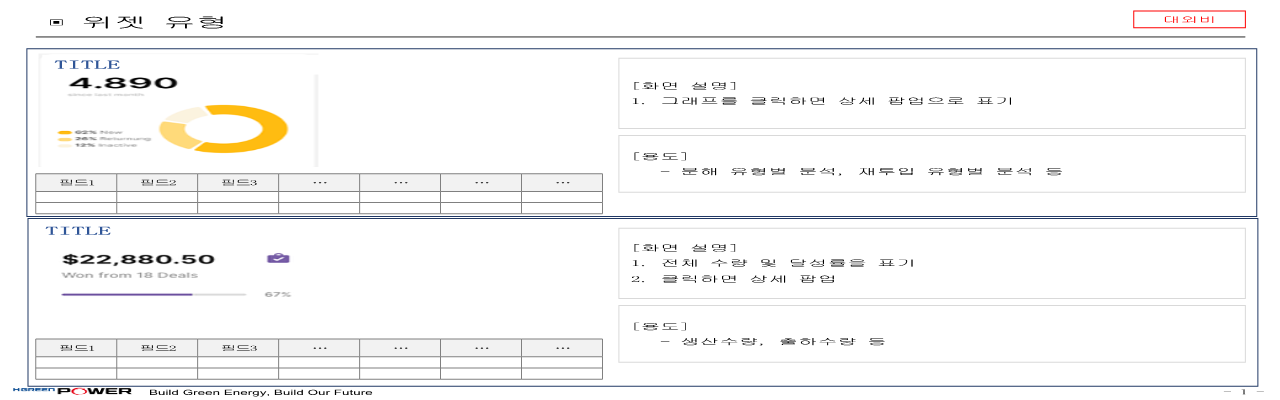 ▣ 위젯 유형
대외비
TITLE
4.890
62% New
26% Returning
12% Inactive
필드1 필드2 필드3 ... ... ... ...
[화면 설명]
1. 그래프를 클릭하면 상세 팝업으로 표기
[용도]
- 분해 유형별 분석, 재투입 유형별 분석 등
TITLE
$22,880.50
Won from 18 Deals
67%
필드1 필드2 필드3 ... ... ... ...
[화면 설명]
1. 전체 수량 및 달성률을 표기
2. 클릭하면 상세 팝업
[용도]
- 생산수량, 출하수량 등
POWER Build Green Energy, Build Our Future
- 1 -